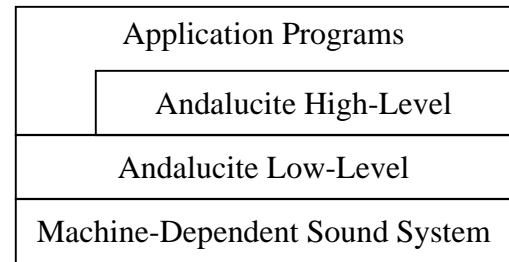 Application Programs
Andalucite High-Level
Andalucite Low-Level
Machine-Dependent Sound System